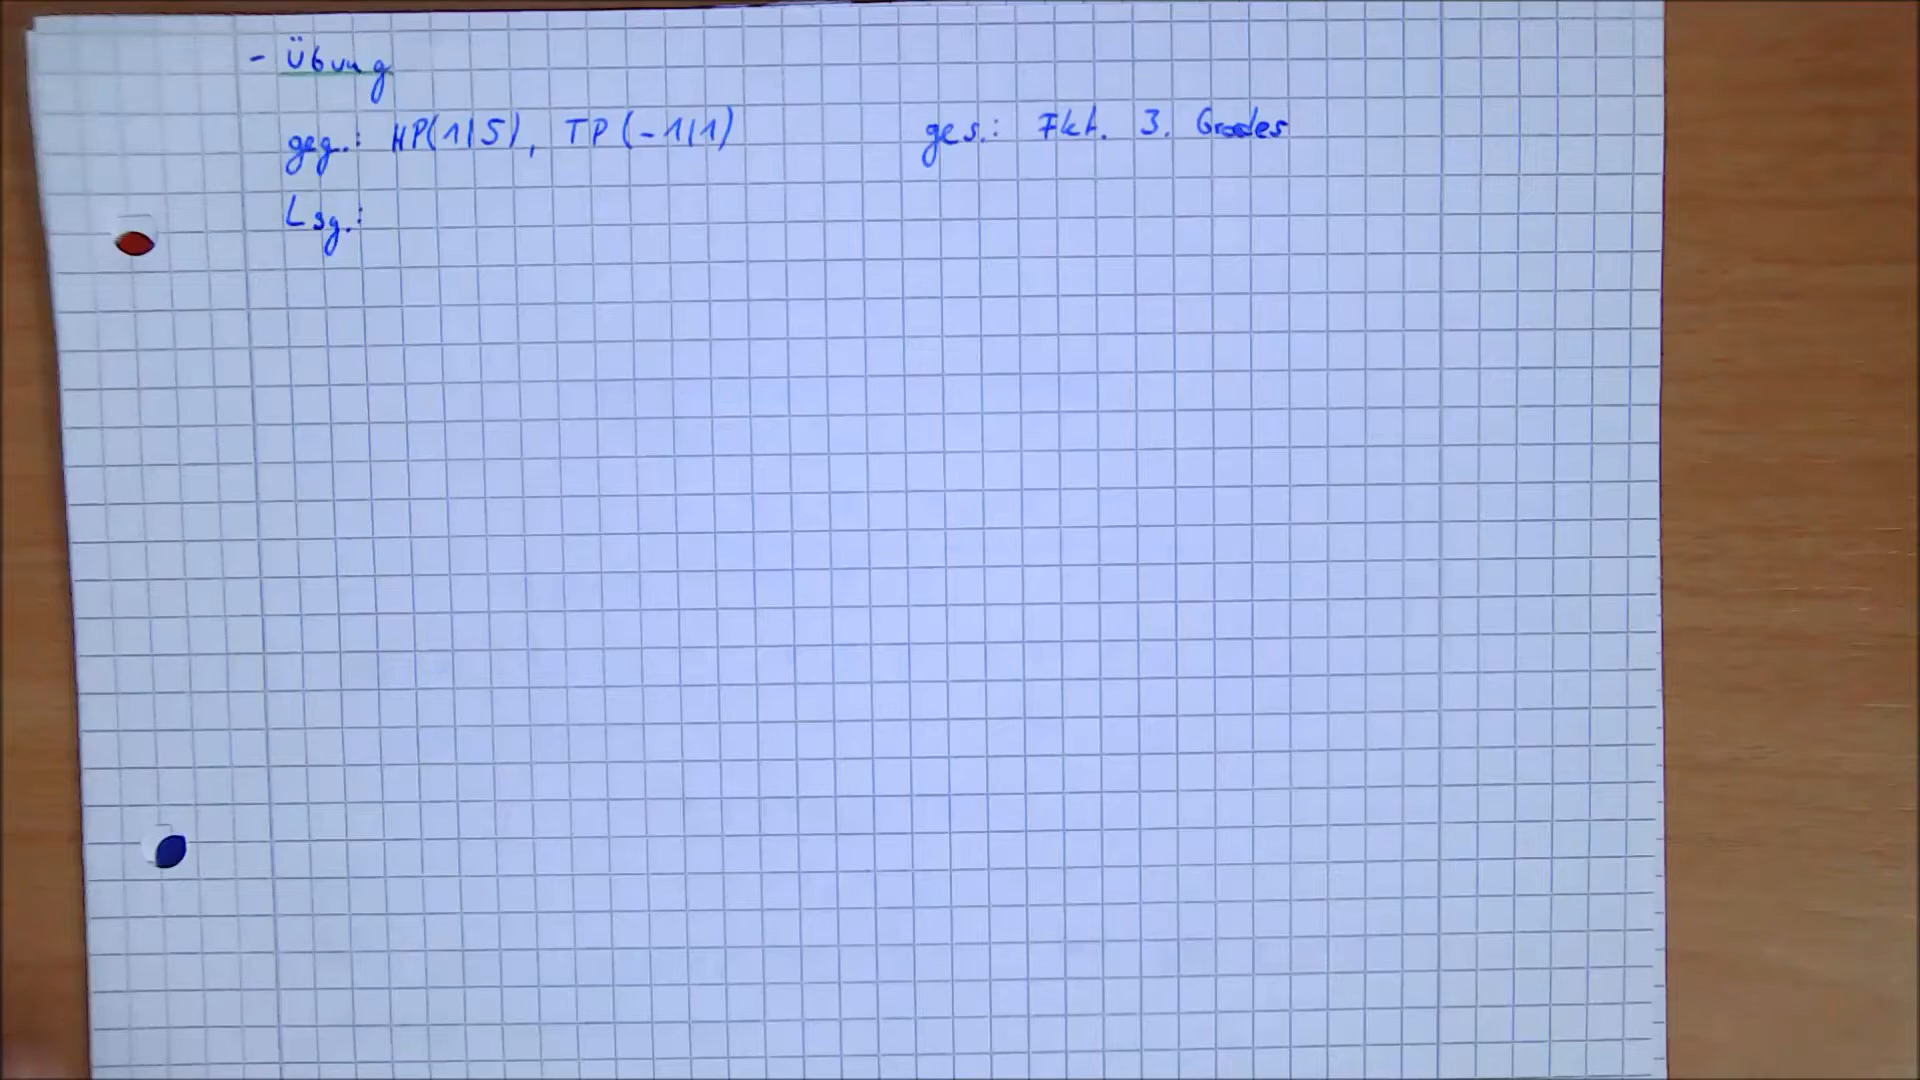 - Übung
geg.: HP(1|5), TP(-1|1) ges.: Fkt. 3. Grades
Lsg.: